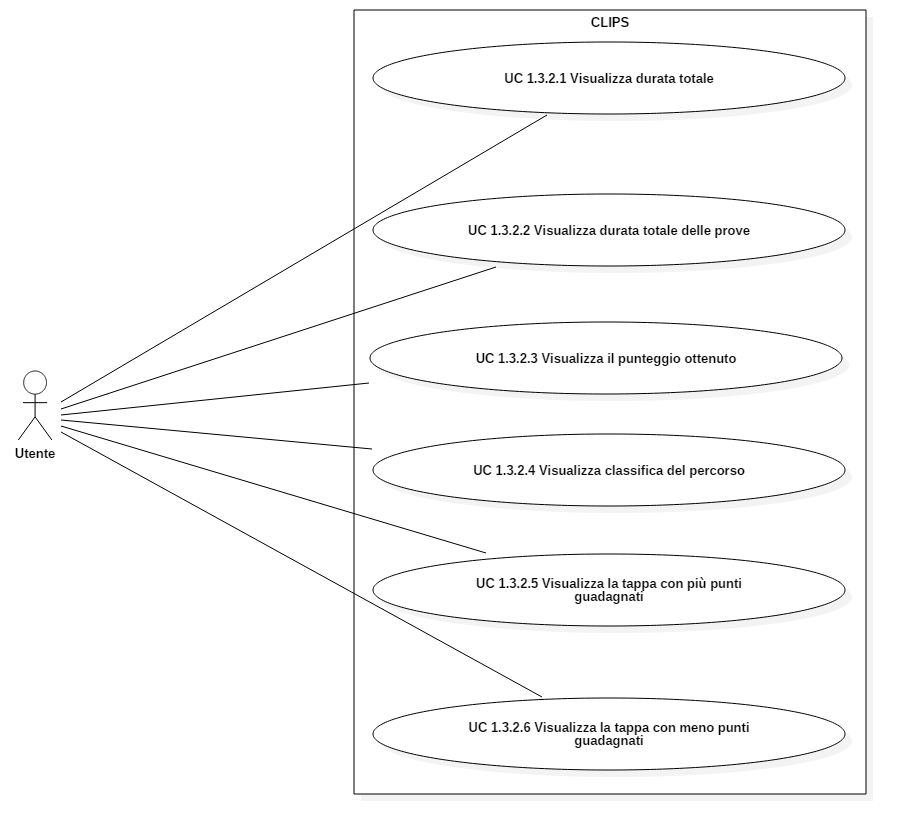 CLIPS
UC 1.3.2.1 Visualizza durata totale
UC 1.3.2.2 Visualizza durata totale delle prove
UC 1.3.2.3 Visualizza il punteggio ottenuto
Utente
UC 1.3.2.4 Visualizza classifica del percorso
UC 1.3.2.5 Visualizza la tappa con più punti
guadagnati
UC 1.3.2.6 Visualizza la tappa con meno punti
guadagnati